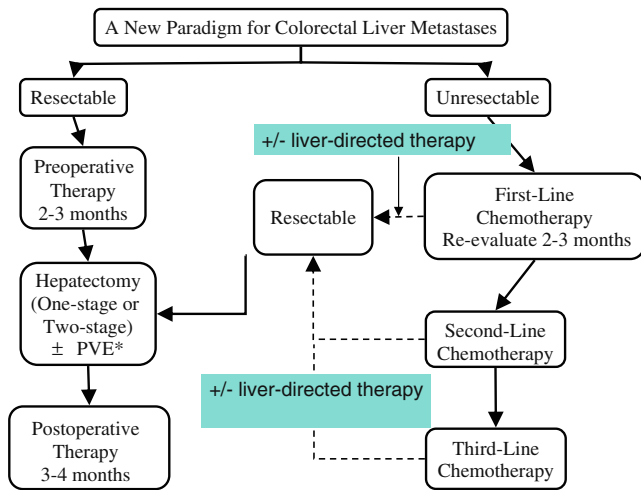 A New Paradigm for Colorectal Liver Metastases
Resectable
Unresectable
+/- liver-directed therapy
Preoperative
Therapy
2-3 months
Resectable
First-Line
Chemotherapy
Re-evaluate 2-3 months
Hepatectomy
(One-stage or
Two-stage)
± PVE*
Second-Line
Chemotherapy
+/- liver-directed therapy
Postoperative
Therapy
3-4 months
Third-Line
Chemotherapy